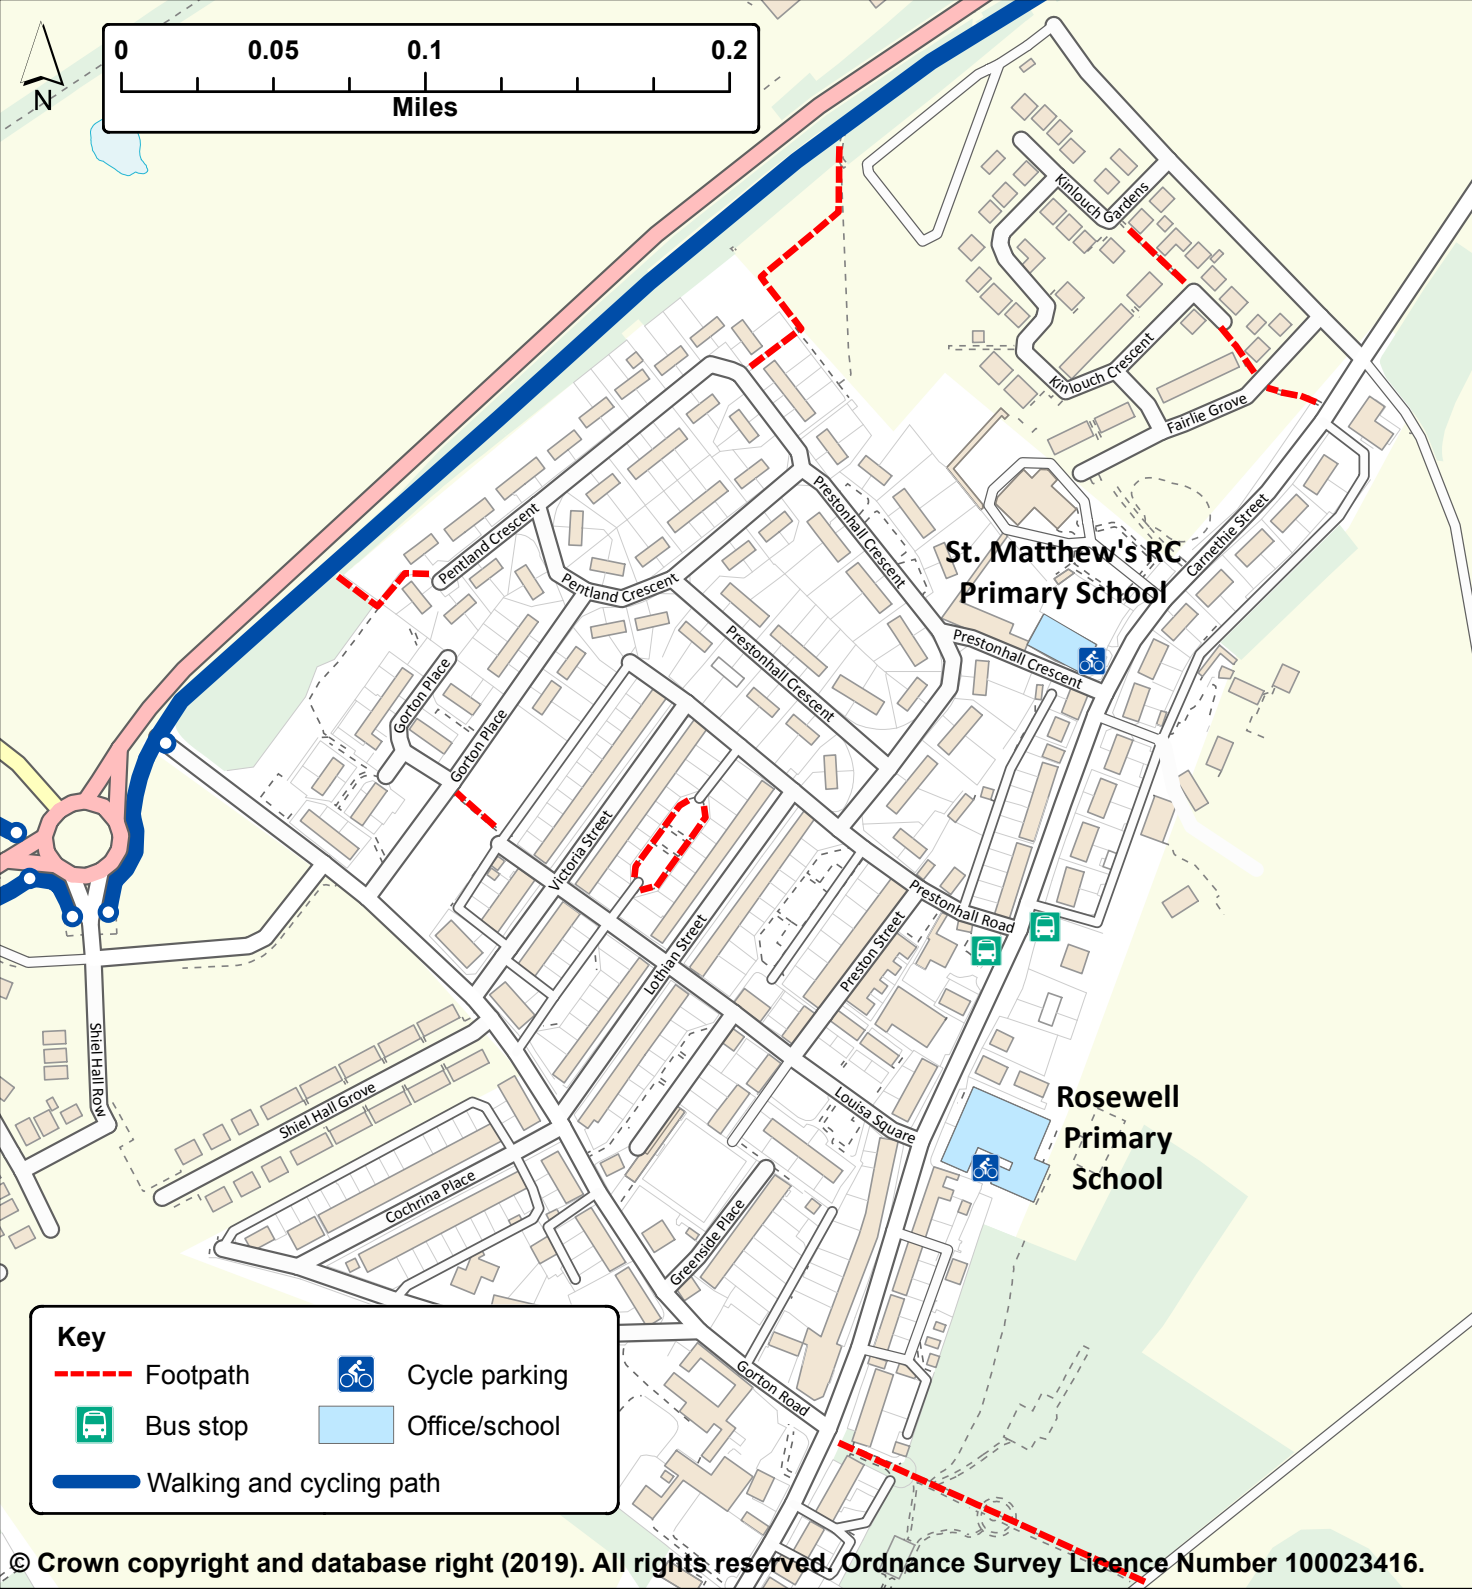 0 0.05 0.1 0.2
Miles
N
Kinlouch Gardens
Kinlouch Crescent
Fairlie Grove
Carnethie Street
Prestonhall Crescent
Pentland Crescent
St. Matthew's RC
Primary School
Pentland Crescent
Prestonhall Crescent
Prestonhall Crescent
Gorton Place
Gorton Place
Victoria Street
Prestonhall Road
Lothian Street
Preston Street
Shiel Hall Row
Shiel Hall Grove
Louisa Square
Rosewell
Primary
School
Cochrina Place
Greenside Place
Gorton Road
Key
Footpath
Cycle parking
Bus stop
Office/school
Walking and cycling path
© Crown copyright and database right (2019). All rights reserved. Ordnance Survey Licence Number 100023416.